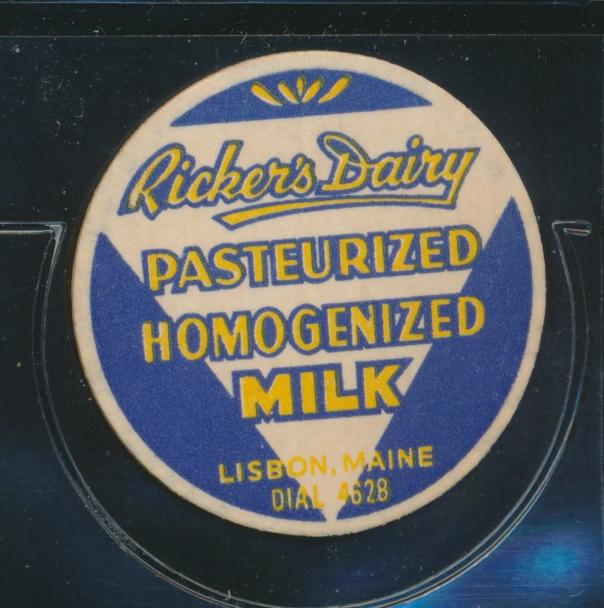 Ricker's Dairy
PASTEURIZED
HOMOGENIZED
MILK
LISBON, MAINE
DIAL 4628